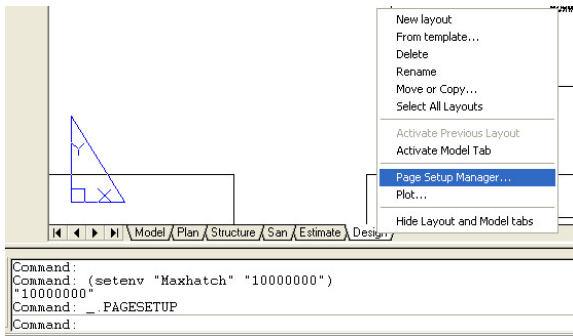 New layout
From template...
Delete
Rename
Move or Copy...
Select All Layouts
Activate Previous Layout
Activate Model Tab
Page Setup Manager...
Plot...
Hide Layout and Model tabs
Y
X
Model Plan Structure San Estimate Design
Command:
Command: (setenv "Maxhatch" "10000000")
"10000000"
Command: _.PAGESETUP
Command: